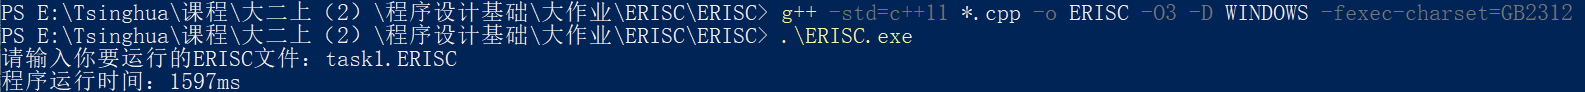 PS E:\Tsinghua\课程\大二上（2）\程序设计基础\大作业\ERISC\ERISC> g++ -std=c++11 *.cpp -o ERISC -O3 -D WINDOWS -fexec-charset=GB2312
PS E:\Tsinghua\课程\大二上（2）\程序设计基础\大作业\ERISC\ERISC> .\ERISC.exe
请输入你要运行的ERISC文件：task1.ERISC
程序运行时间：1597ms